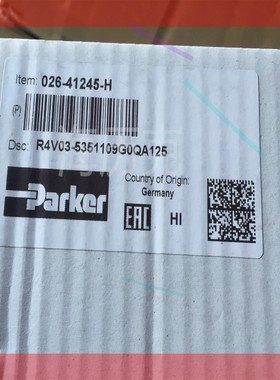 Item: 026-41245-H
(P)
Dsc: R4V03-5351109G0QA125
Country of Origin:
Germany
Parker
EAC HI